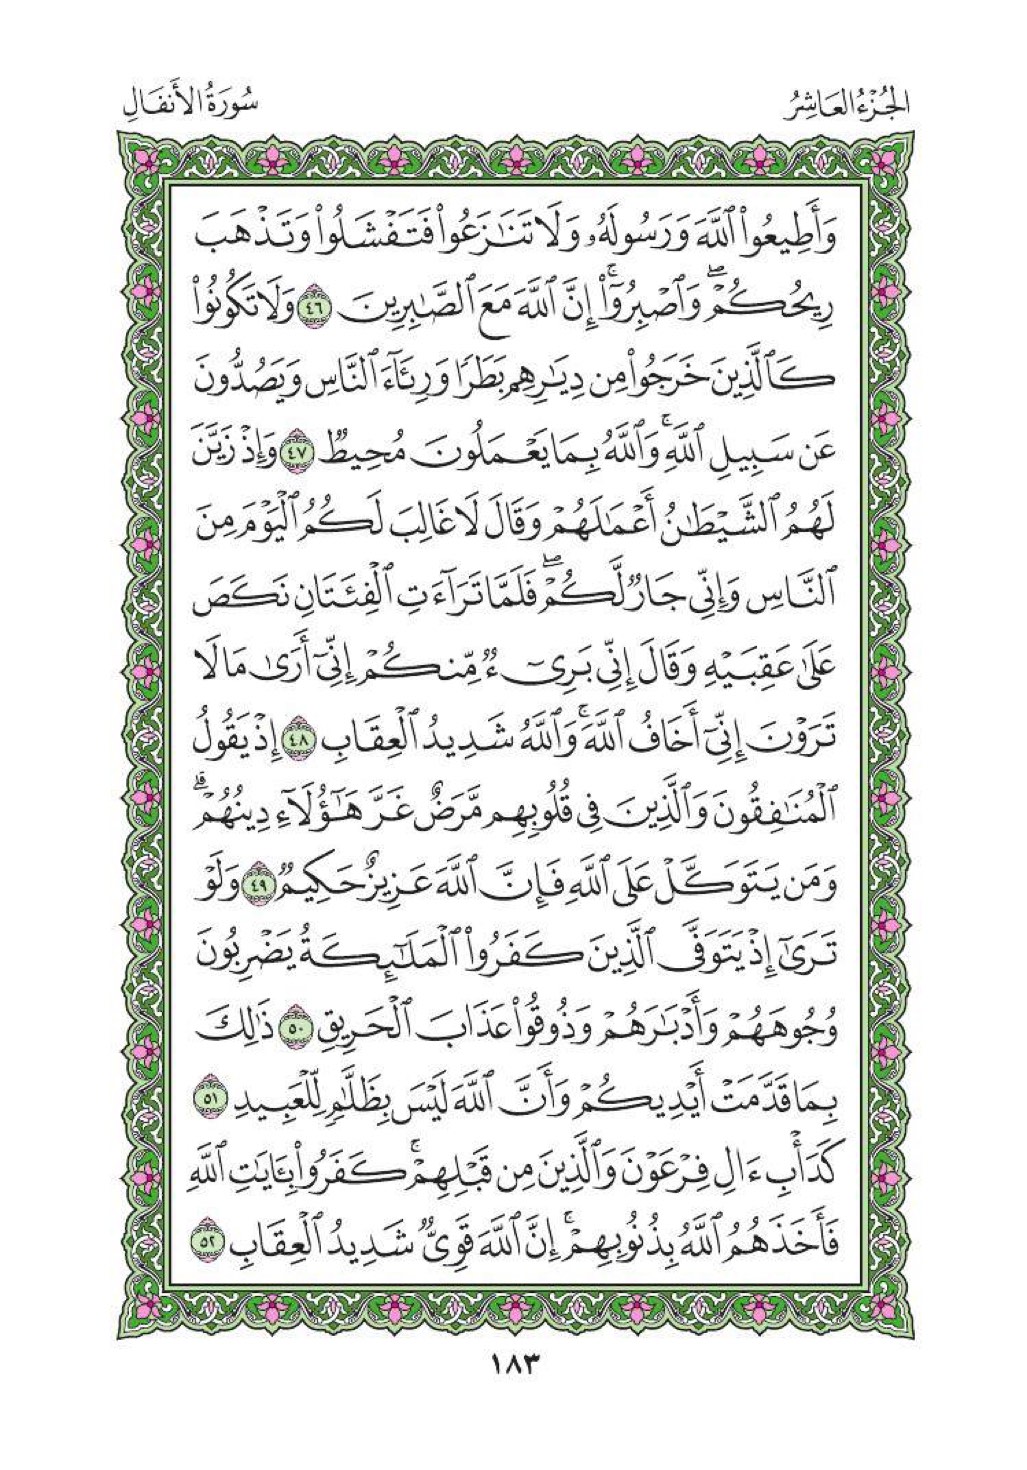 الجُزْءُ العَاشِرُ
سُورَةُ الأَنفَالِ
وَأَطِيعُوا۟ ٱللَّهَ وَرَسُولَهُۥ وَلَا تَنَـٰزَعُوا۟ فَتَفْشَلُوا۟ وَتَذْهَبَ
رِيحُكُمْ ۖ وَٱصْبِرُوٓا۟ ۚ إِنَّ ٱللَّهَ مَعَ ٱلصَّـٰبِرِينَ ٤٦ وَلَا تَكُونُوا۟
كَٱلَّذِينَ خَرَجُوا۟ مِن دِيَـٰرِهِم بَطَرًا وَرِئَآءَ ٱلنَّاسِ وَيَصُدُّونَ
عَن سَبِيلِ ٱللَّهِ ۚ وَٱللَّهُ بِمَا يَعْمَلُونَ مُحِيطٌ ٤٧ وَإِذْ زَيَّنَ
لَهُمُ ٱلشَّيْطَـٰنُ أَعْمَـٰلَهُمْ وَقَالَ لَا غَالِبَ لَكُمُ ٱلْيَوْمَ مِنَ
ٱلنَّاسِ وَإِنِّى جَارٌ لَّكُمْ ۖ فَلَمَّا تَرَآءَتِ ٱلْفِئَتَانِ نَكَصَ
عَلَىٰ عَقِبَيْهِ وَقَالَ إِنِّى بَرِىٓءٌ مِّنكُمْ إِنِّىٓ أَرَىٰ مَا لَا
تَرَوْنَ إِنِّىٓ أَخَافُ ٱللَّهَ ۚ وَٱللَّهُ شَدِيدُ ٱلْعِقَابِ ٤٨ إِذْ يَقُولُ
ٱلْمُنَـٰفِقُونَ وَٱلَّذِينَ فِى قُلُوبِهِم مَّرَضٌ غَرَّ هَـٰٓؤُلَآءِ دِينُهُمْ ۗ
وَمَن يَتَوَكَّلْ عَلَى ٱللَّهِ فَإِنَّ ٱللَّهَ عَزِيزٌ حَكِيمٌ ٤٩ وَلَوْ
تَرَىٰٓ إِذْ يَتَوَفَّى ٱلَّذِينَ كَفَرُوا۟ ٱلْمَلَـٰٓئِكَةُ يَضْرِبُونَ
وُجُوهَهُمْ وَأَدْبَـٰرَهُمْ وَذُوقُوا۟ عَذَابَ ٱلْحَرِيقِ ٥٠ ذَٰلِكَ
بِمَا قَدَّمَتْ أَيْدِيكُمْ وَأَنَّ ٱللَّهَ لَيْسَ بِظَلَّـٰمٍ لِّلْعَبِيدِ ٥١
كَدَأْبِ ءَالِ فِرْعَوْنَ وَٱلَّذِينَ مِن قَبْلِهِمْ ۚ كَفَرُوا۟ بِـَٔايَـٰتِ ٱللَّهِ
فَأَخَذَهُمُ ٱللَّهُ بِذُنُوبِهِمْ ۚ إِنَّ ٱللَّهَ قَوِىٌّ شَدِيدُ ٱلْعِقَابِ ٥٢
١٨٣